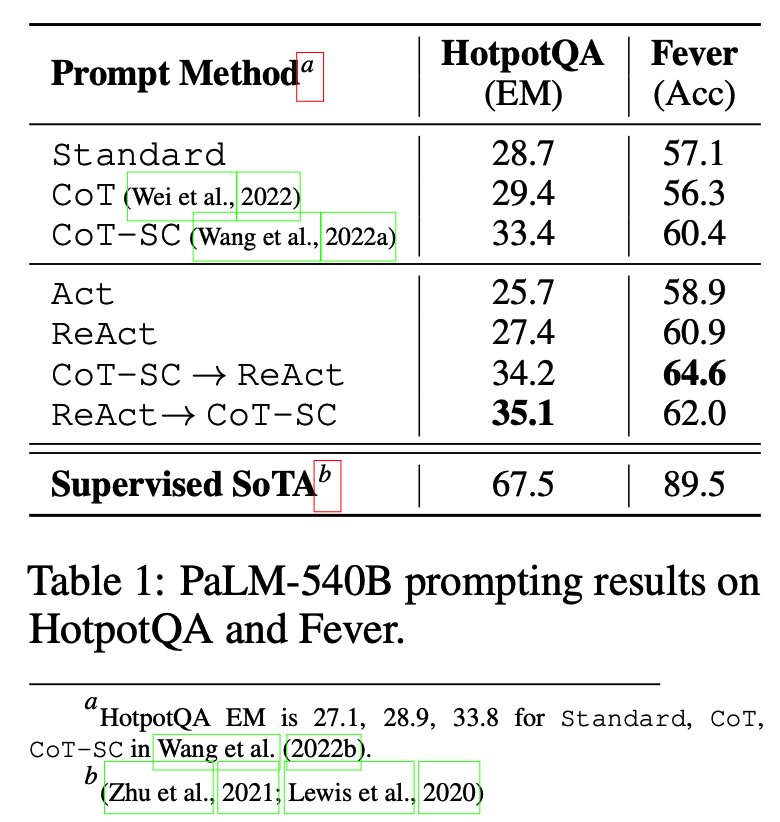 Prompt Method^a HotpotQA Fever
(EM) (Acc)
Standard 28.7 57.1
CoT (Wei et al., 2022) 29.4 56.3
CoT-SC (Wang et al., 2022a) 33.4 60.4
Act 25.7 58.9
ReAct 27.4 60.9
CoT-SC → ReAct 34.2 64.6
ReAct → CoT-SC 35.1 62.0
Supervised SoTA^b 67.5 89.5
Table 1: PaLM-540B prompting results on
HotpotQA and Fever.
^a HotpotQA EM is 27.1, 28.9, 33.8 for Standard, CoT,
CoT-SC in Wang et al. (2022b).
^b (Zhu et al., 2021; Lewis et al., 2020)